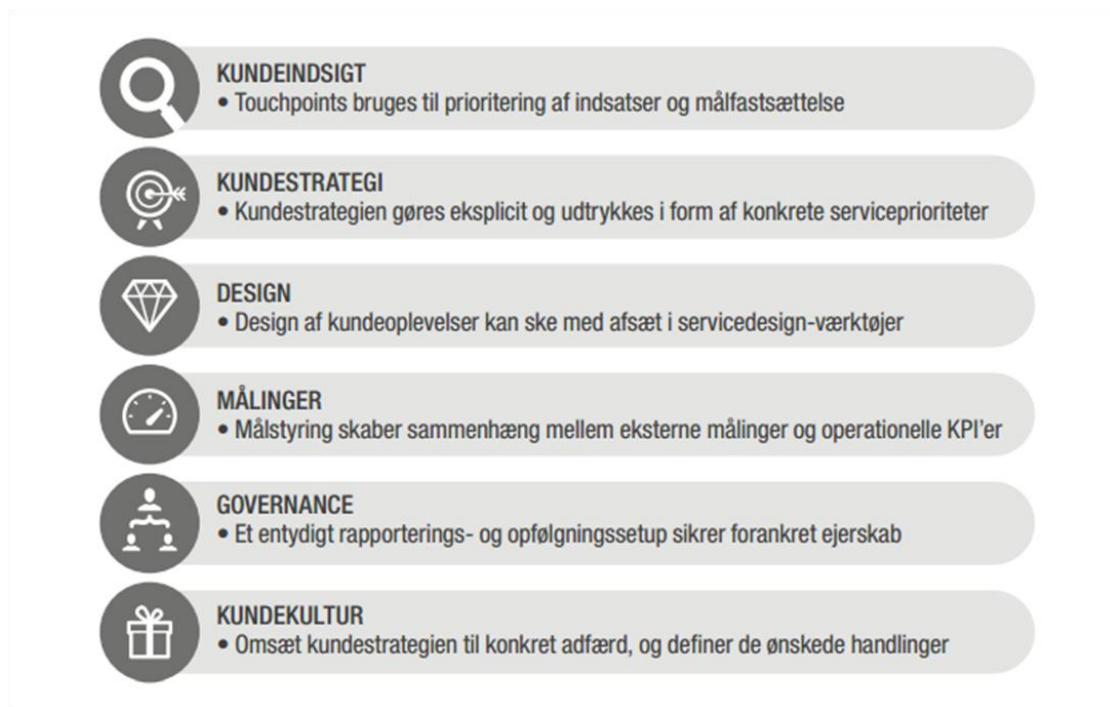 KUNDEINDSIGT
• Touchpoints bruges til prioritering af indsatser og målfastsættelse
KUNDESTRATEGI
• Kundestrategien gøres eksplicit og udtrykkes i form af konkrete serviceprioriteter
DESIGN
• Design af kundeoplevelser kan ske med afsæt i servicedesign-værktøjer
MÅLINGER
• Målstyring skaber sammenhæng mellem eksterne målinger og operationelle KPI’er
GOVERNANCE
• Et entydigt rapporterings- og opfølgningssetup sikrer forankret ejerskab
KUNDEKULTUR
• Omsæt kundestrategien til konkret adfærd, og definer de ønskede handlinger